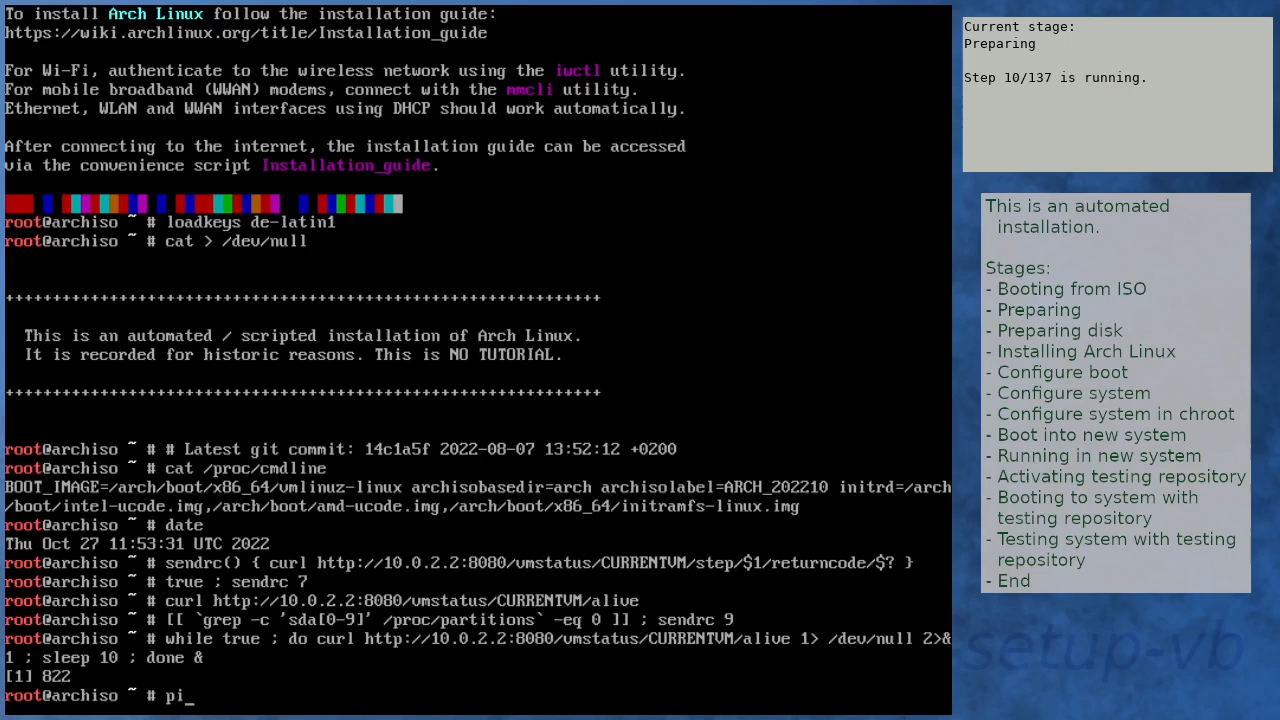 To install Arch Linux follow the installation guide:
https://wiki.archlinux.org/title/Installation_guide
For Wi-Fi, authenticate to the wireless network using the iwctl utility.
For mobile broadband (WWAN) modems, connect with the mmcli utility.
Ethernet, WLAN and WWAN interfaces using DHCP should work automatically.
After connecting to the internet, the installation guide can be accessed
via the convenience script Installation_guide.
root@archiso ~ # loadkeys de-latin1
root@archiso ~ # cat > /dev/null
+++++++++++++++++++++++++++++++++++++++++++++++++++++++++++++++
This is an automated / scripted installation of Arch Linux.
It is recorded for historic reasons. This is NO TUTORIAL.
+++++++++++++++++++++++++++++++++++++++++++++++++++++++++++++++
root@archiso ~ # # Latest git commit: 14c1a5f 2022-08-07 13:52:12 +0200
root@archiso ~ # cat /proc/cmdline
BOOT_IMAGE=/arch/boot/x86_64/vmlinuz-linux archisobasedir=arch archisolabel=ARCH_202210 initrd=/arch
/boot/intel-ucode.img,/arch/boot/amd-ucode.img,/arch/boot/x86_64/initramfs-linux.img
root@archiso ~ # date
Thu Oct 27 11:53:31 UTC 2022
root@archiso ~ # sendrc() { curl http://10.0.2.2:8080/vmstatus/CURRENTVM/step/$1/returncode/$? }
root@archiso ~ # true ; sendrc 7
root@archiso ~ # curl http://10.0.2.2:8080/vmstatus/CURRENTVM/alive
root@archiso ~ # [[ `grep -c 'sda[0-9]' /proc/partitions` -eq 0 ]] ; sendrc 9
root@archiso ~ # while true ; do curl http://10.0.2.2:8080/vmstatus/CURRENTVM/alive 1> /dev/null 2>&
1 ; sleep 10 ; done &
[1] 822
root@archiso ~ # pi_
Current stage:
Preparing
Step 10/137 is running.
This is an automated
installation.
Stages:
- Booting from ISO
- Preparing
- Preparing disk
- Installing Arch Linux
- Configure boot
- Configure system
- Configure system in chroot
- Boot into new system
- Running in new system
- Activating testing repository
- Booting to system with
testing repository
- Testing system with testing
repository
- End
setup-vb